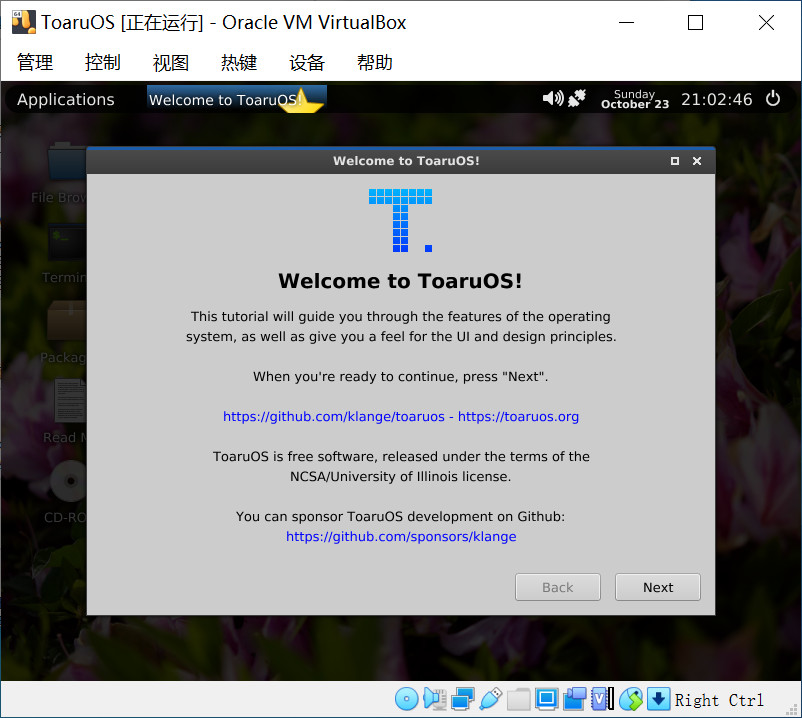 ToaruOS [正在运行] - Oracle VM VirtualBox
管理 控制 视图 热键 设备 帮助
Applications Welcome to ToaruOS! Sunday October 23 21:02:46
Welcome to ToaruOS!
File Brow
Termin
Packag
Read M
CD-RO
T.
Welcome to ToaruOS!
This tutorial will guide you through the features of the operating
system, as well as give you a feel for the UI and design principles.
When you're ready to continue, press "Next".
https://github.com/klange/toaruos - https://toaruos.org
ToaruOS is free software, released under the terms of the
NCSA/University of Illinois license.
You can sponsor ToaruOS development on Github:
https://github.com/sponsors/klange
Back Next
Right Ctrl